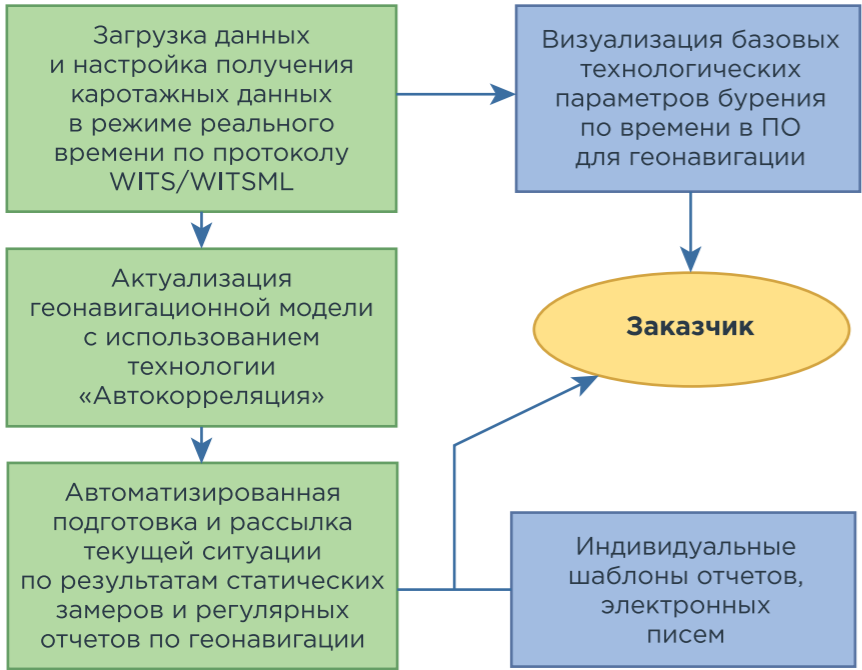 Загрузка данных
и настройка получения
каротажных данных
в режиме реального
времени по протоколу
WITS/WITSML
Визуализация базовых
технологических
параметров бурения
по времени в ПО
для геонавигации
Актуализация
геонавигационной модели
с использованием
технологии
«Автокорреляция»
Заказчик
Автоматизированная
подготовка и рассылка
текущей ситуации
по результатам статических
замеров и регулярных
отчетов по геонавигации
Индивидуальные
шаблоны отчетов,
электронных
писем